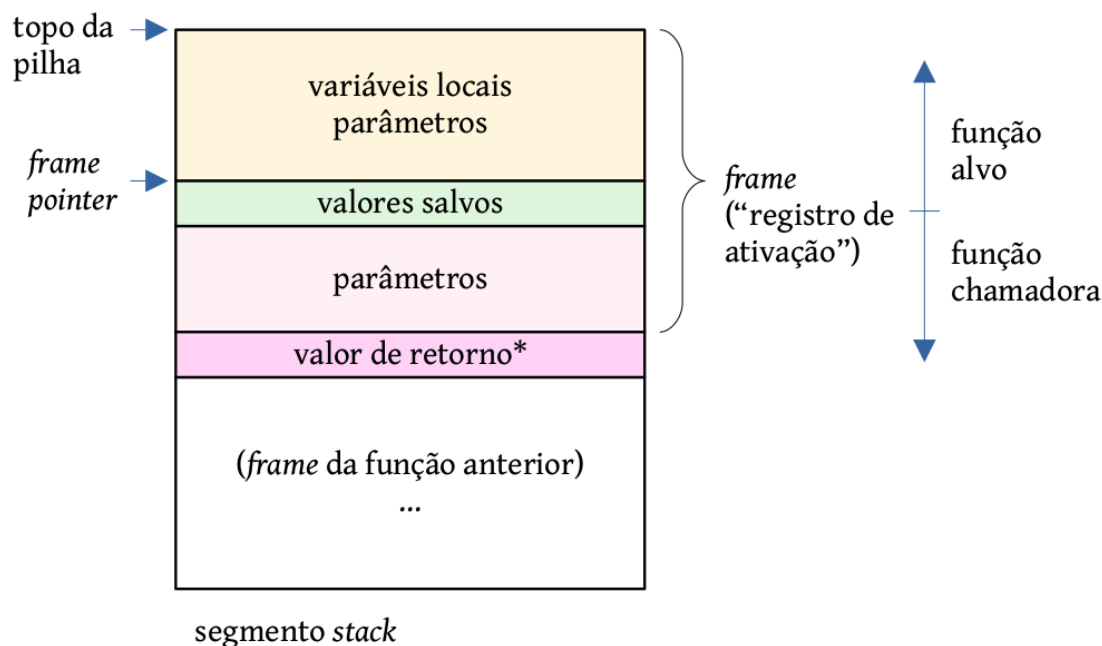 topo da
pilha
variáveis locais
parâmetros
frame
pointer
valores salvos
parâmetros
valor de retorno*
(frame da função anterior)
...
segmento stack
frame
(“registro de
ativação”)
função
alvo
função
chamadora